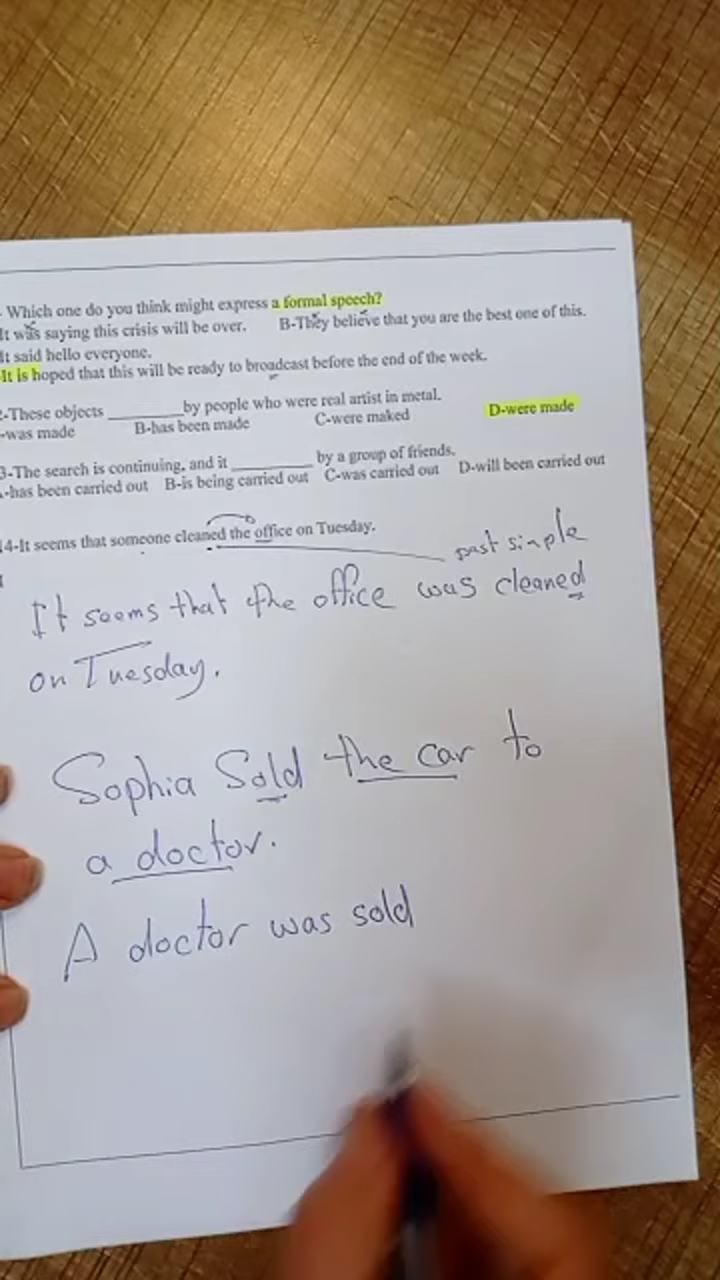 Which one do you think might express a formal speech?
It was saying this crisis will be over. B-They believe that you are the best one of this.
It said hello everyone.
It is hoped that this will be ready to broadcast before the end of the week.
2-These objects ________ by people who were real artist in metal.
-was made B-has been made C-were maked D-were made
3-The search is continuing, and it ________ by a group of friends.
-has been carried out B-is being carried out C-was carried out D-will been carried out
14-It seems that someone cleaned the office on Tuesday.
past simple
It seems that the office was cleaned
on Tuesday.
Sophia Sold the car to
a doctor.
A doctor was sold